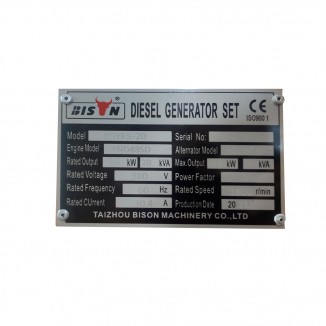 BISON DIESEL GENERATOR SET CE
ISO9001
Model Serial No:
Engine Model Alternator Model
Rated Output kW kVA Max.Output kW kVA
Rated Voltage V Power Factor
Rated Frequency Hz Rated Speed r/min
Rated CUrrent A Production Date 20
TAIZHOU BISON MACHINERY CO.,LTD